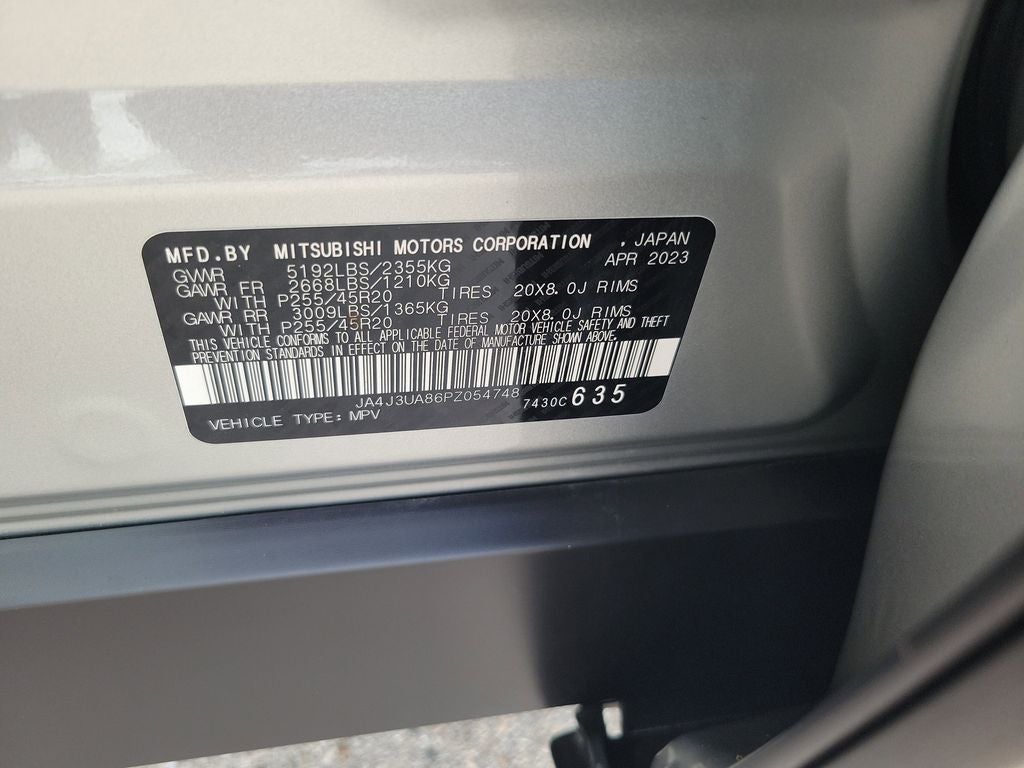 MFD.BY MITSUBISHI MOTORS CORPORATION . JAPAN
APR 2023
GVWR 5192LBS/2355KG
GAWR FR 2668LBS/1210KG
WITH P255/45R20 TIRES 20X8.0J RIMS
GAWR RR 3009LBS/1365KG
WITH P255/45R20 TIRES 20X8.0J RIMS
THIS VEHICLE CONFORMS TO ALL APPLICABLE FEDERAL MOTOR VEHICLE SAFETY AND THEFT
PREVENTION STANDARDS IN EFFECT ON THE DATE OF MANUFACTURE SHOWN ABOVE.
JA4J3UA86PZ054748 7430C 635
VEHICLE TYPE: MPV